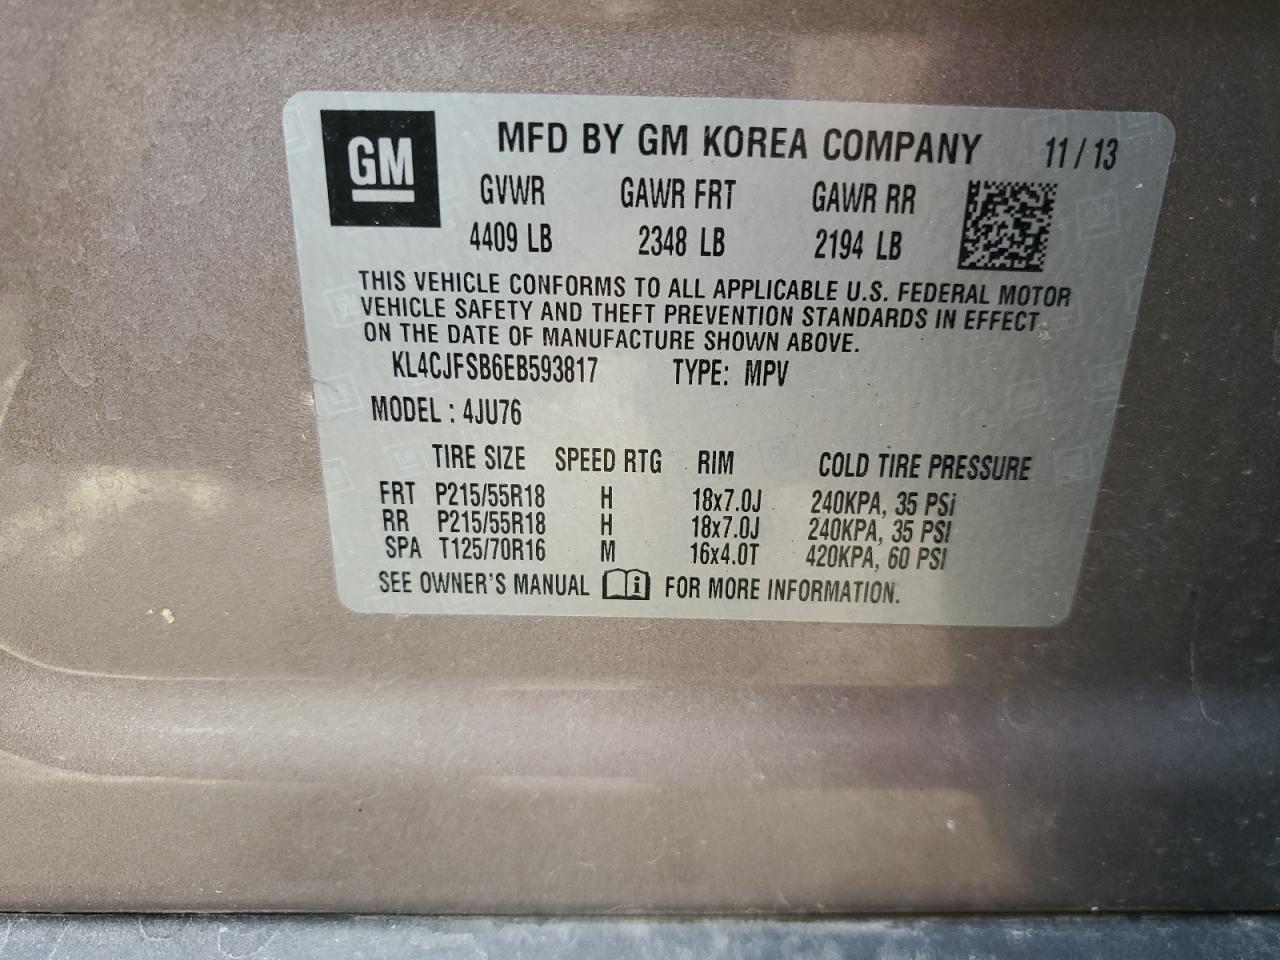 GM
MFD BY GM KOREA COMPANY 11 / 13
GVWR GAWR FRT GAWR RR
4409 LB 2348 LB 2194 LB
THIS VEHICLE CONFORMS TO ALL APPLICABLE U.S. FEDERAL MOTOR
VEHICLE SAFETY AND THEFT PREVENTION STANDARDS IN EFFECT
ON THE DATE OF MANUFACTURE SHOWN ABOVE.
KL4CJFSB6EB593817 TYPE: MPV
MODEL : 4JU76
TIRE SIZE SPEED RTG RIM COLD TIRE PRESSURE
FRT P215/55R18 H 18x7.0J 240KPA, 35 PSi
RR P215/55R18 H 18x7.0J 240KPA, 35 PSI
SPA T125/70R16 M 16x4.0T 420KPA, 60 PSI
SEE OWNER'S MANUAL i FOR MORE INFORMATION.